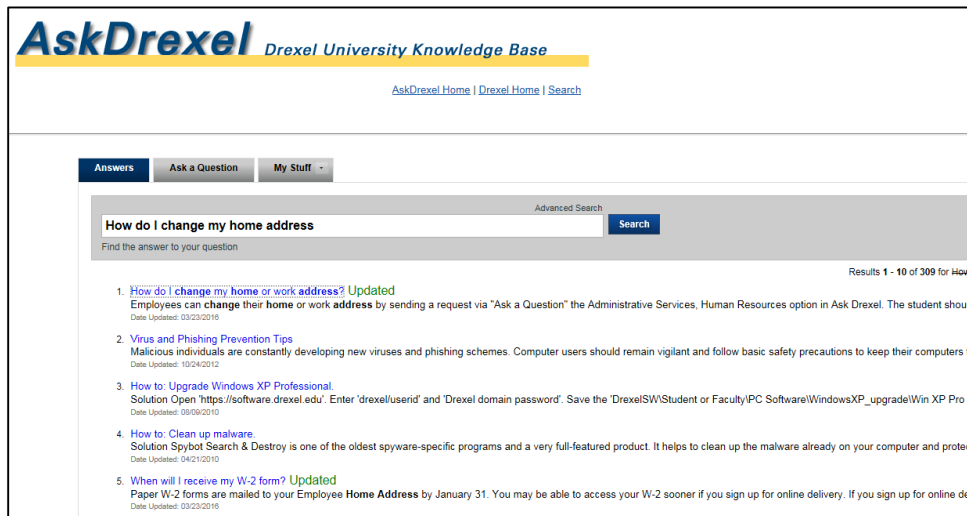 AskDrexel Drexel University Knowledge Base
AskDrexel Home | Drexel Home | Search
Answers Ask a Question My Stuff
Advanced Search
How do I change my home address Search
Find the answer to your question
Results 1 - 10 of 309 for
1. How do I change my home or work address? Updated
Employees can change their home or work address by sending a request via "Ask a Question" the Administrative Services, Human Resources option in Ask Drexel. The student
Date Updated: 03/23/2016
2. Virus and Phishing Prevention Tips
Malicious individuals are constantly developing new viruses and phishing schemes. Computer users should remain vigilant and follow basic safety precautions to keep their computers
Date Updated: 10/24/2012
3. How to: Upgrade Windows XP Professional.
Solution Open 'https://software.drexel.edu'. Enter 'drexel/userid' and 'Drexel domain password'. Save the 'DrexelSW\Student or Faculty\PC Software\WindowsXP_upgrade\Win XP Pro
Date Updated: 08/09/2010
4. How to: Clean up malware.
Solution Spybot Search & Destroy is one of the oldest spyware-specific programs and a very full-featured product. It helps to clean up the malware already on your computer and
Date Updated: 04/21/2010
5. When will I receive my W-2 form? Updated
Paper W-2 forms are mailed to your Employee Home Address by January 31. You may be able to access your W-2 sooner if you sign up for online delivery. If you sign up for online
Date Updated: 03/23/2016